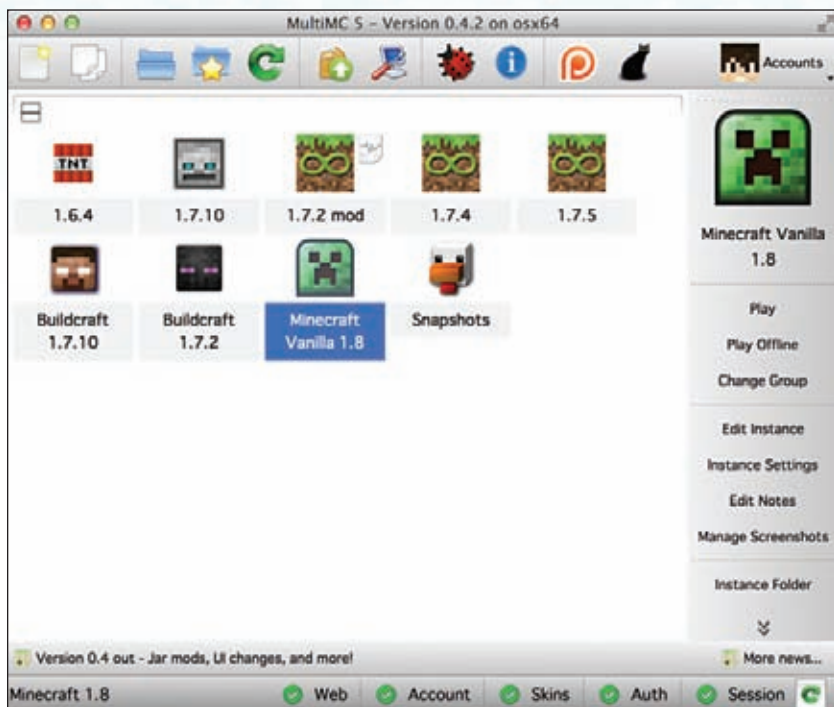 MultiMC 5 - Version 0.4.2 on osx64
Accounts
TNT
1.6.4
1.7.10
1.7.2 mod
1.7.4
1.7.5
Buildcraft
1.7.10
Buildcraft
1.7.2
Minecraft
Vanilla 1.8
Snapshots
Minecraft Vanilla
1.8
Play
Play Offline
Change Group
Edit Instance
Instance Settings
Edit Notes
Manage Screenshots
Instance Folder
Version 0.4 out - Jar mods, UI changes, and more!
More news...
Minecraft 1.8
Web
Account
Skins
Auth
Session